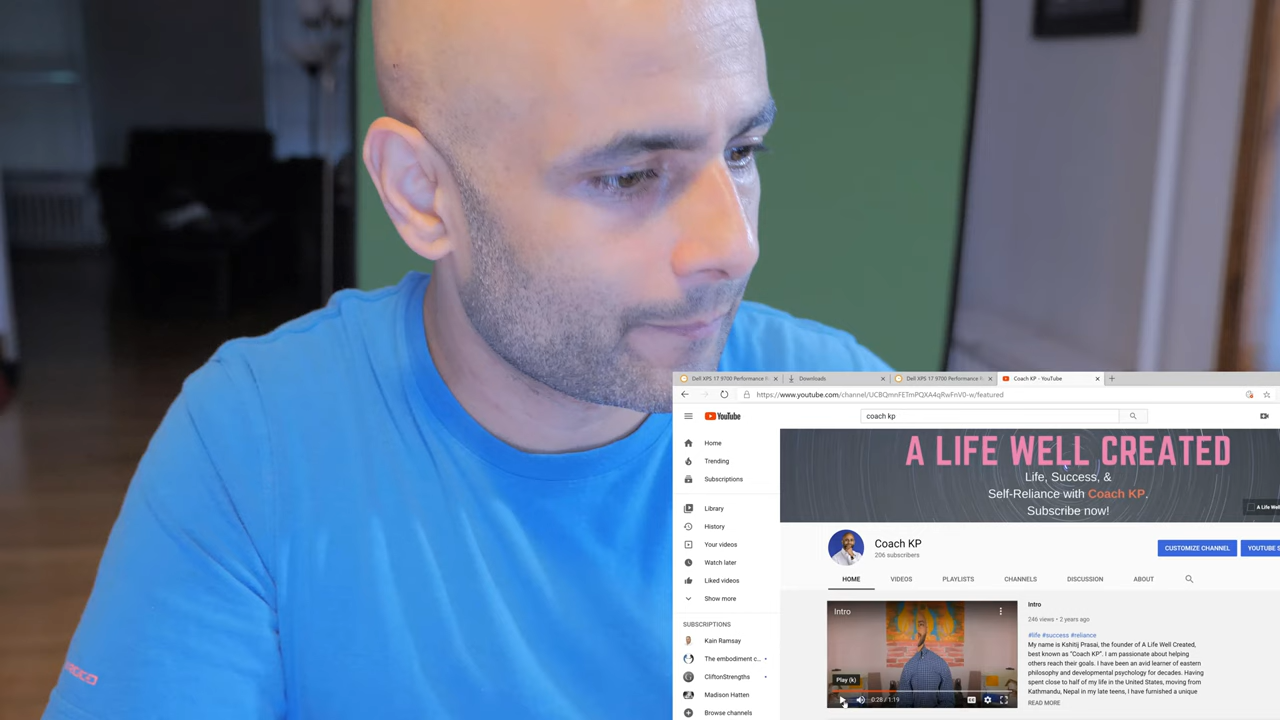 Dell XPS 17 9700 Performance
Downloads
Dell XPS 17 9700 Performance
Coach KP - YouTube
https://www.youtube.com/channel/UCBQmnFETmPQXA4qRwFnV0-w/featured
YouTube
coach kp
Home
Trending
Subscriptions
Library
History
Your videos
Watch later
Liked videos
Show more
SUBSCRIPTIONS
Kain Ramsay
The embodiment c...
CliftonStrengths
Madison Hatten
Browse channels
A LIFE WELL CREATED
Life, Success, &
Self-Reliance with Coach KP.
Subscribe now!
A Life Well
Coach KP
206 subscribers
CUSTOMIZE CHANNEL
YOUTUBE S
HOME
VIDEOS
PLAYLISTS
CHANNELS
DISCUSSION
ABOUT
Intro
Play (k)
0:28 / 1:19
Intro
246 views • 2 years ago
#life #success #reliance
My name is Kshitij Prasai, the founder of A Life Well Created,
best known as "Coach KP". I am passionate about helping
others reach their goals. I have been an avid learner of eastern
philosophy and developmental psychology for decades. Having
spent close to half of my life in the United States, moving from
Kathmandu, Nepal in my late teens, I have furnished a unique
READ MORE